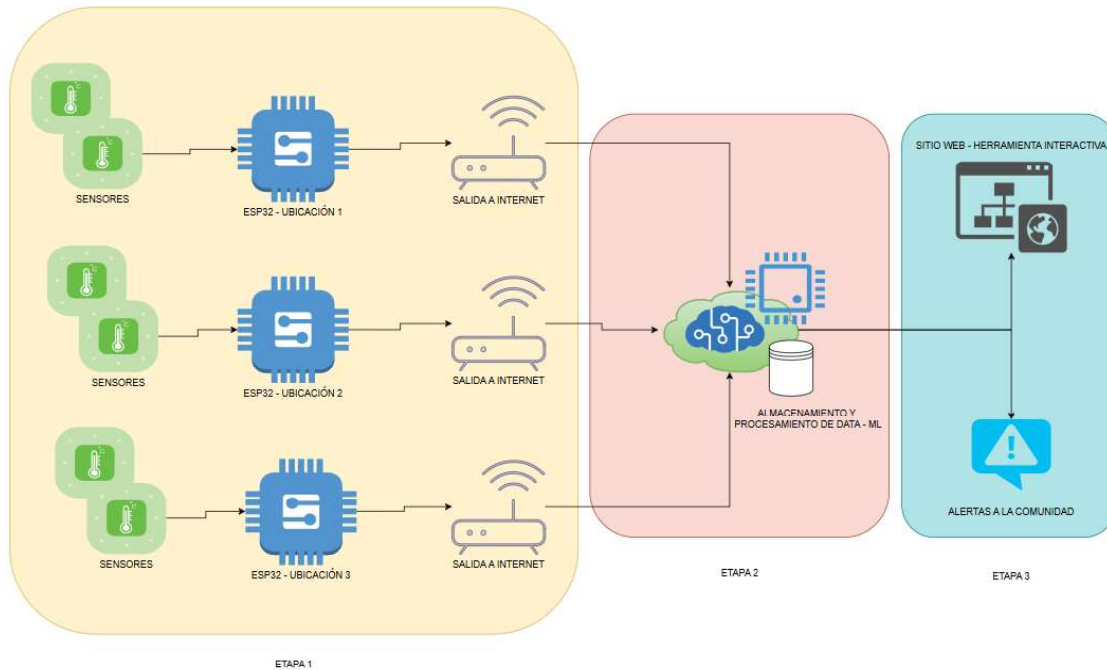 SENSORES
ESP32 - UBICACIÓN 1
SALIDA A INTERNET
SENSORES
ESP32 - UBICACIÓN 2
SALIDA A INTERNET
SENSORES
ESP32 - UBICACIÓN 3
SALIDA A INTERNET
ETAPA 1
ALMACENAMIENTO Y
PROCESAMIENTO DE DATA - ML
ETAPA 2
SITIO WEB - HERRAMIENTA INTERACTIVA
ALERTAS A LA COMUNIDAD
ETAPA 3